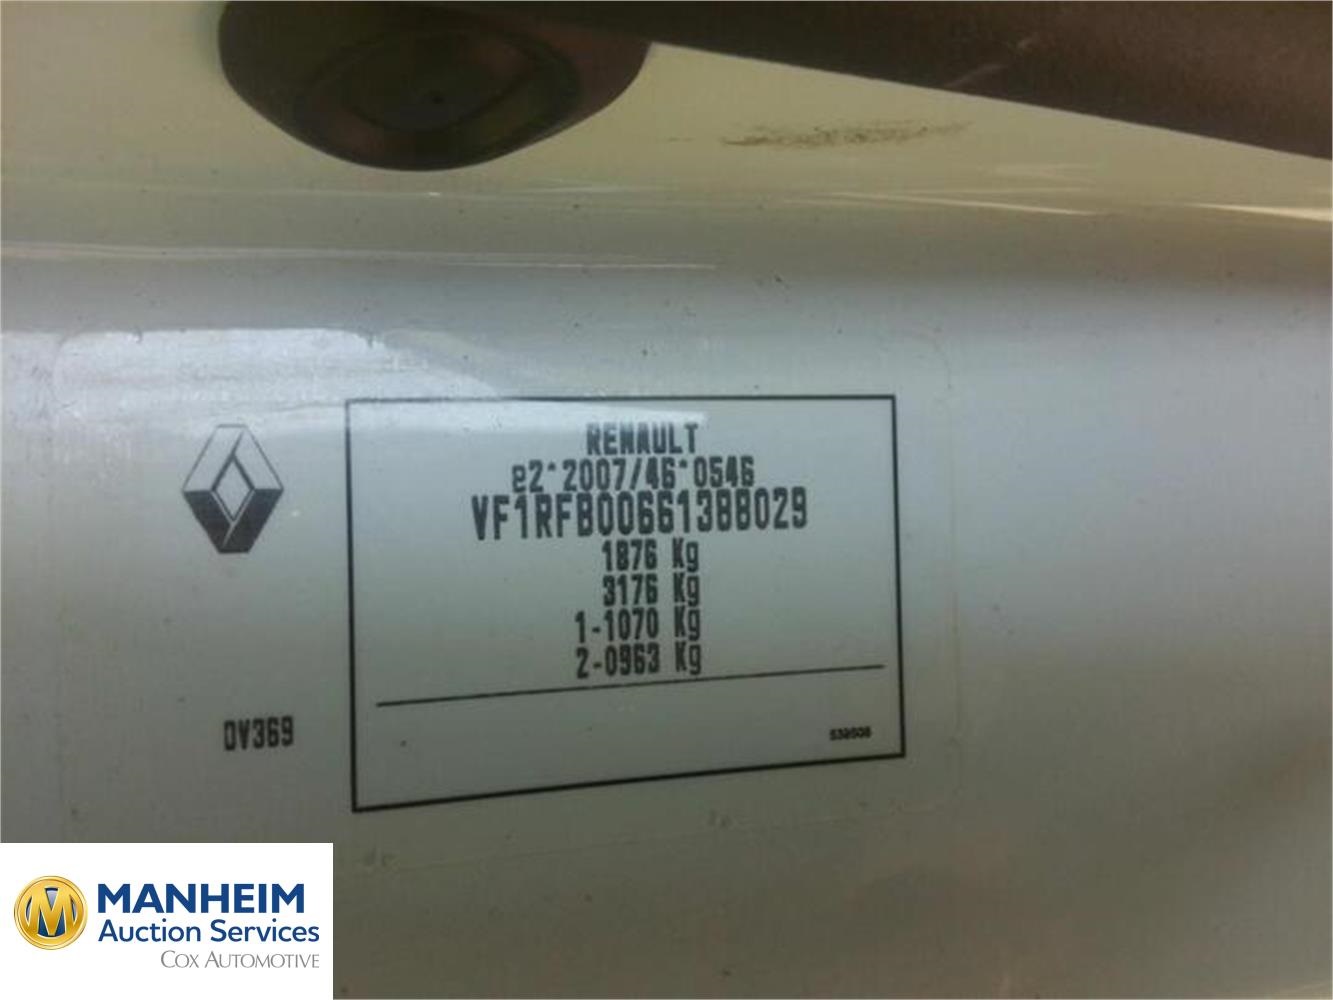 RENAULT
e2*2007/46*0546
VF1RFB00661388029
1876 Kg
3176 Kg
1-1070 Kg
2-0963 Kg
DV369
MANHEIM
Auction Services
COX AUTOMOTIVE